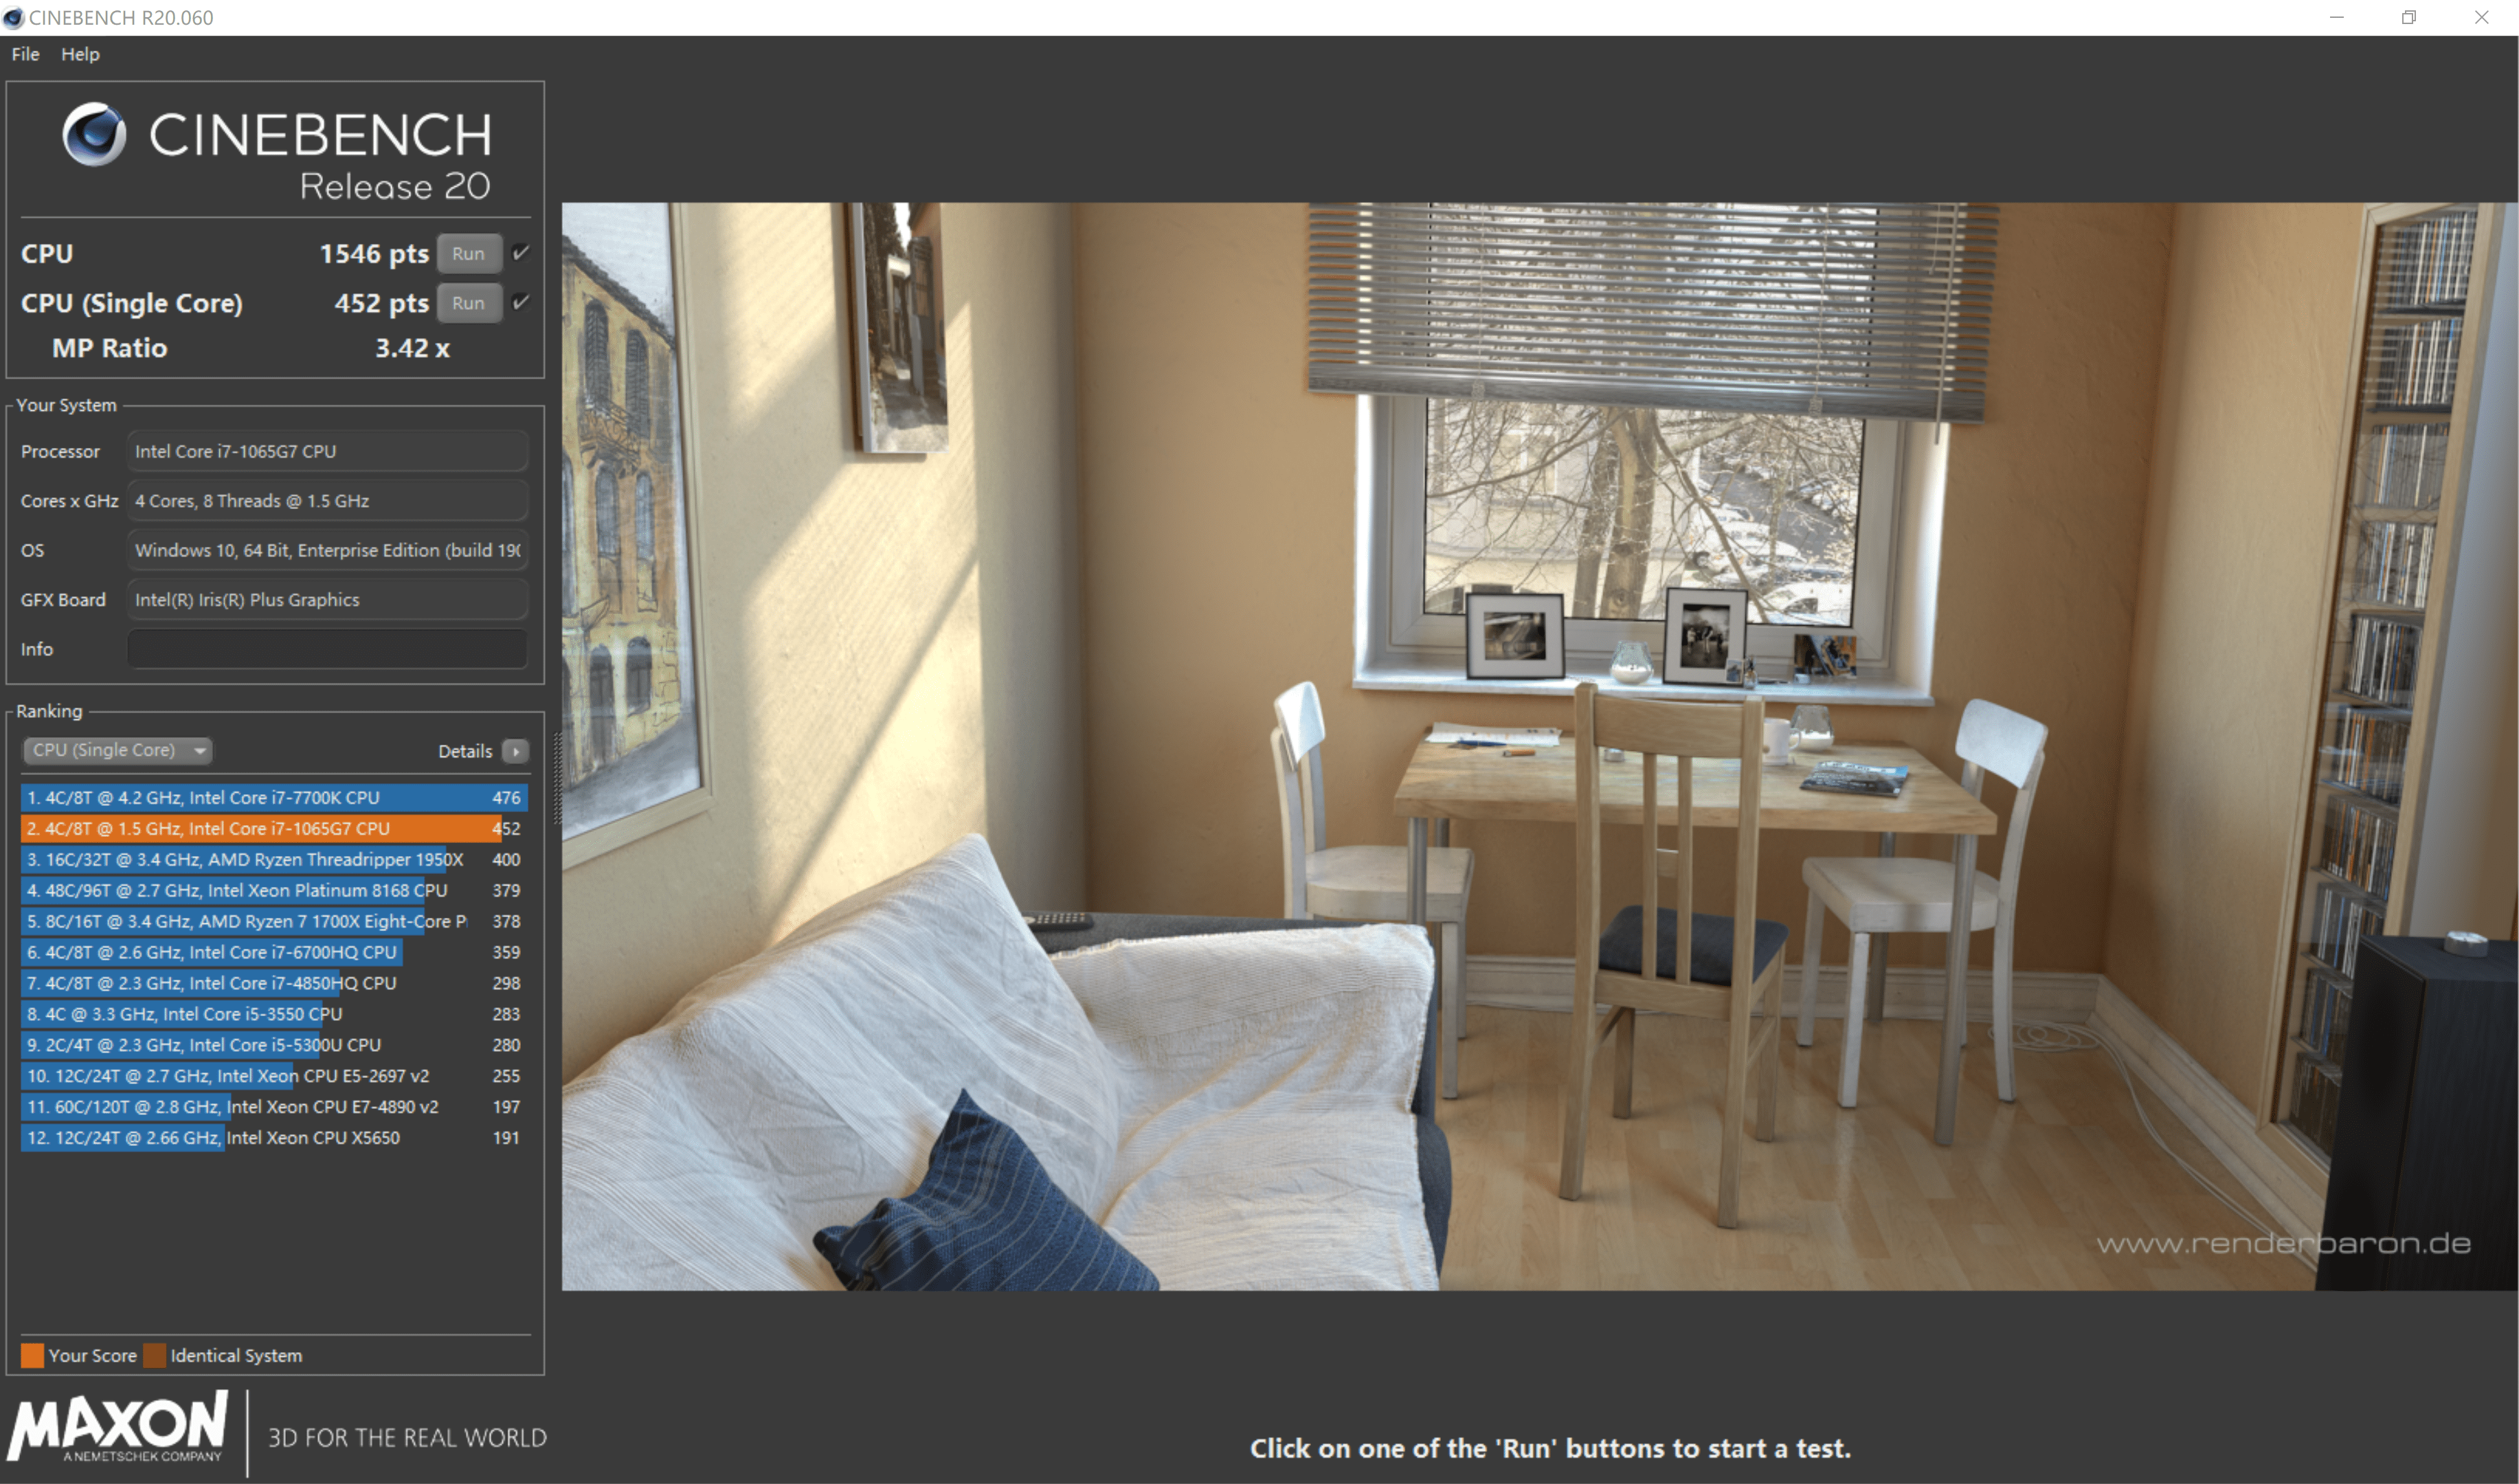 CINEBENCH R20.060
File Help
CINEBENCH
Release 20
CPU 1546 pts Run
CPU (Single Core) 452 pts Run
MP Ratio 3.42 x
Your System
Processor Intel Core i7-1065G7 CPU
Cores x GHz 4 Cores, 8 Threads @ 1.5 GHz
OS Windows 10, 64 Bit, Enterprise Edition (build 190
GFX Board Intel(R) Iris(R) Plus Graphics
Info
Ranking
CPU (Single Core) Details
1. 4C/8T @ 4.2 GHz, Intel Core i7-7700K CPU 476
2. 4C/8T @ 1.5 GHz, Intel Core i7-1065G7 CPU 452
3. 16C/32T @ 3.4 GHz, AMD Ryzen Threadripper 1950X 400
4. 48C/96T @ 2.7 GHz, Intel Xeon Platinum 8168 CPU 379
5. 8C/16T @ 3.4 GHz, AMD Ryzen 7 1700X Eight-Core P 378
6. 4C/8T @ 2.6 GHz, Intel Core i7-6700HQ CPU 359
7. 4C/8T @ 2.3 GHz, Intel Core i7-4850HQ CPU 298
8. 4C @ 3.3 GHz, Intel Core i5-3550 CPU 283
9. 2C/4T @ 2.3 GHz, Intel Core i5-5300U CPU 280
10. 12C/24T @ 2.7 GHz, Intel Xeon CPU E5-2697 v2 255
11. 60C/120T @ 2.8 GHz, Intel Xeon CPU E7-4890 v2 197
12. 12C/24T @ 2.66 GHz, Intel Xeon CPU X5650 191
Your Score Identical System
MAXON
A NEMETSCHEK COMPANY
3D FOR THE REAL WORLD
www.renderbaron.de
Click on one of the 'Run' buttons to start a test.